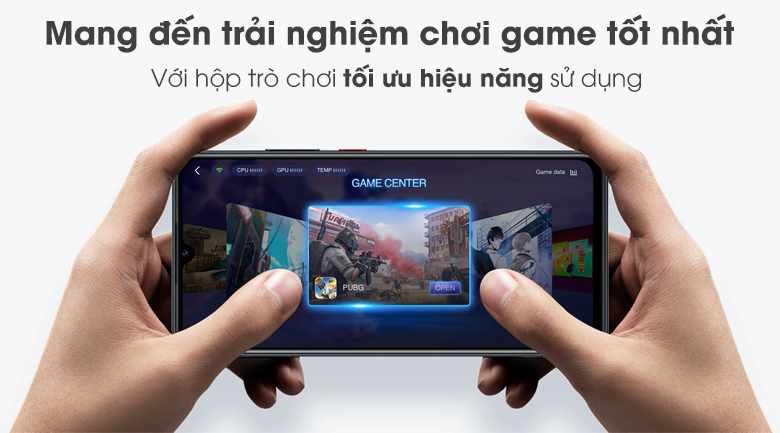 Mang đến trải nghiệm chơi game tốt nhất
Với hộp trò chơi tối ưu hiệu năng sử dụng
CPU GPU TEMP Game data
GAME CENTER
PUBG OPEN